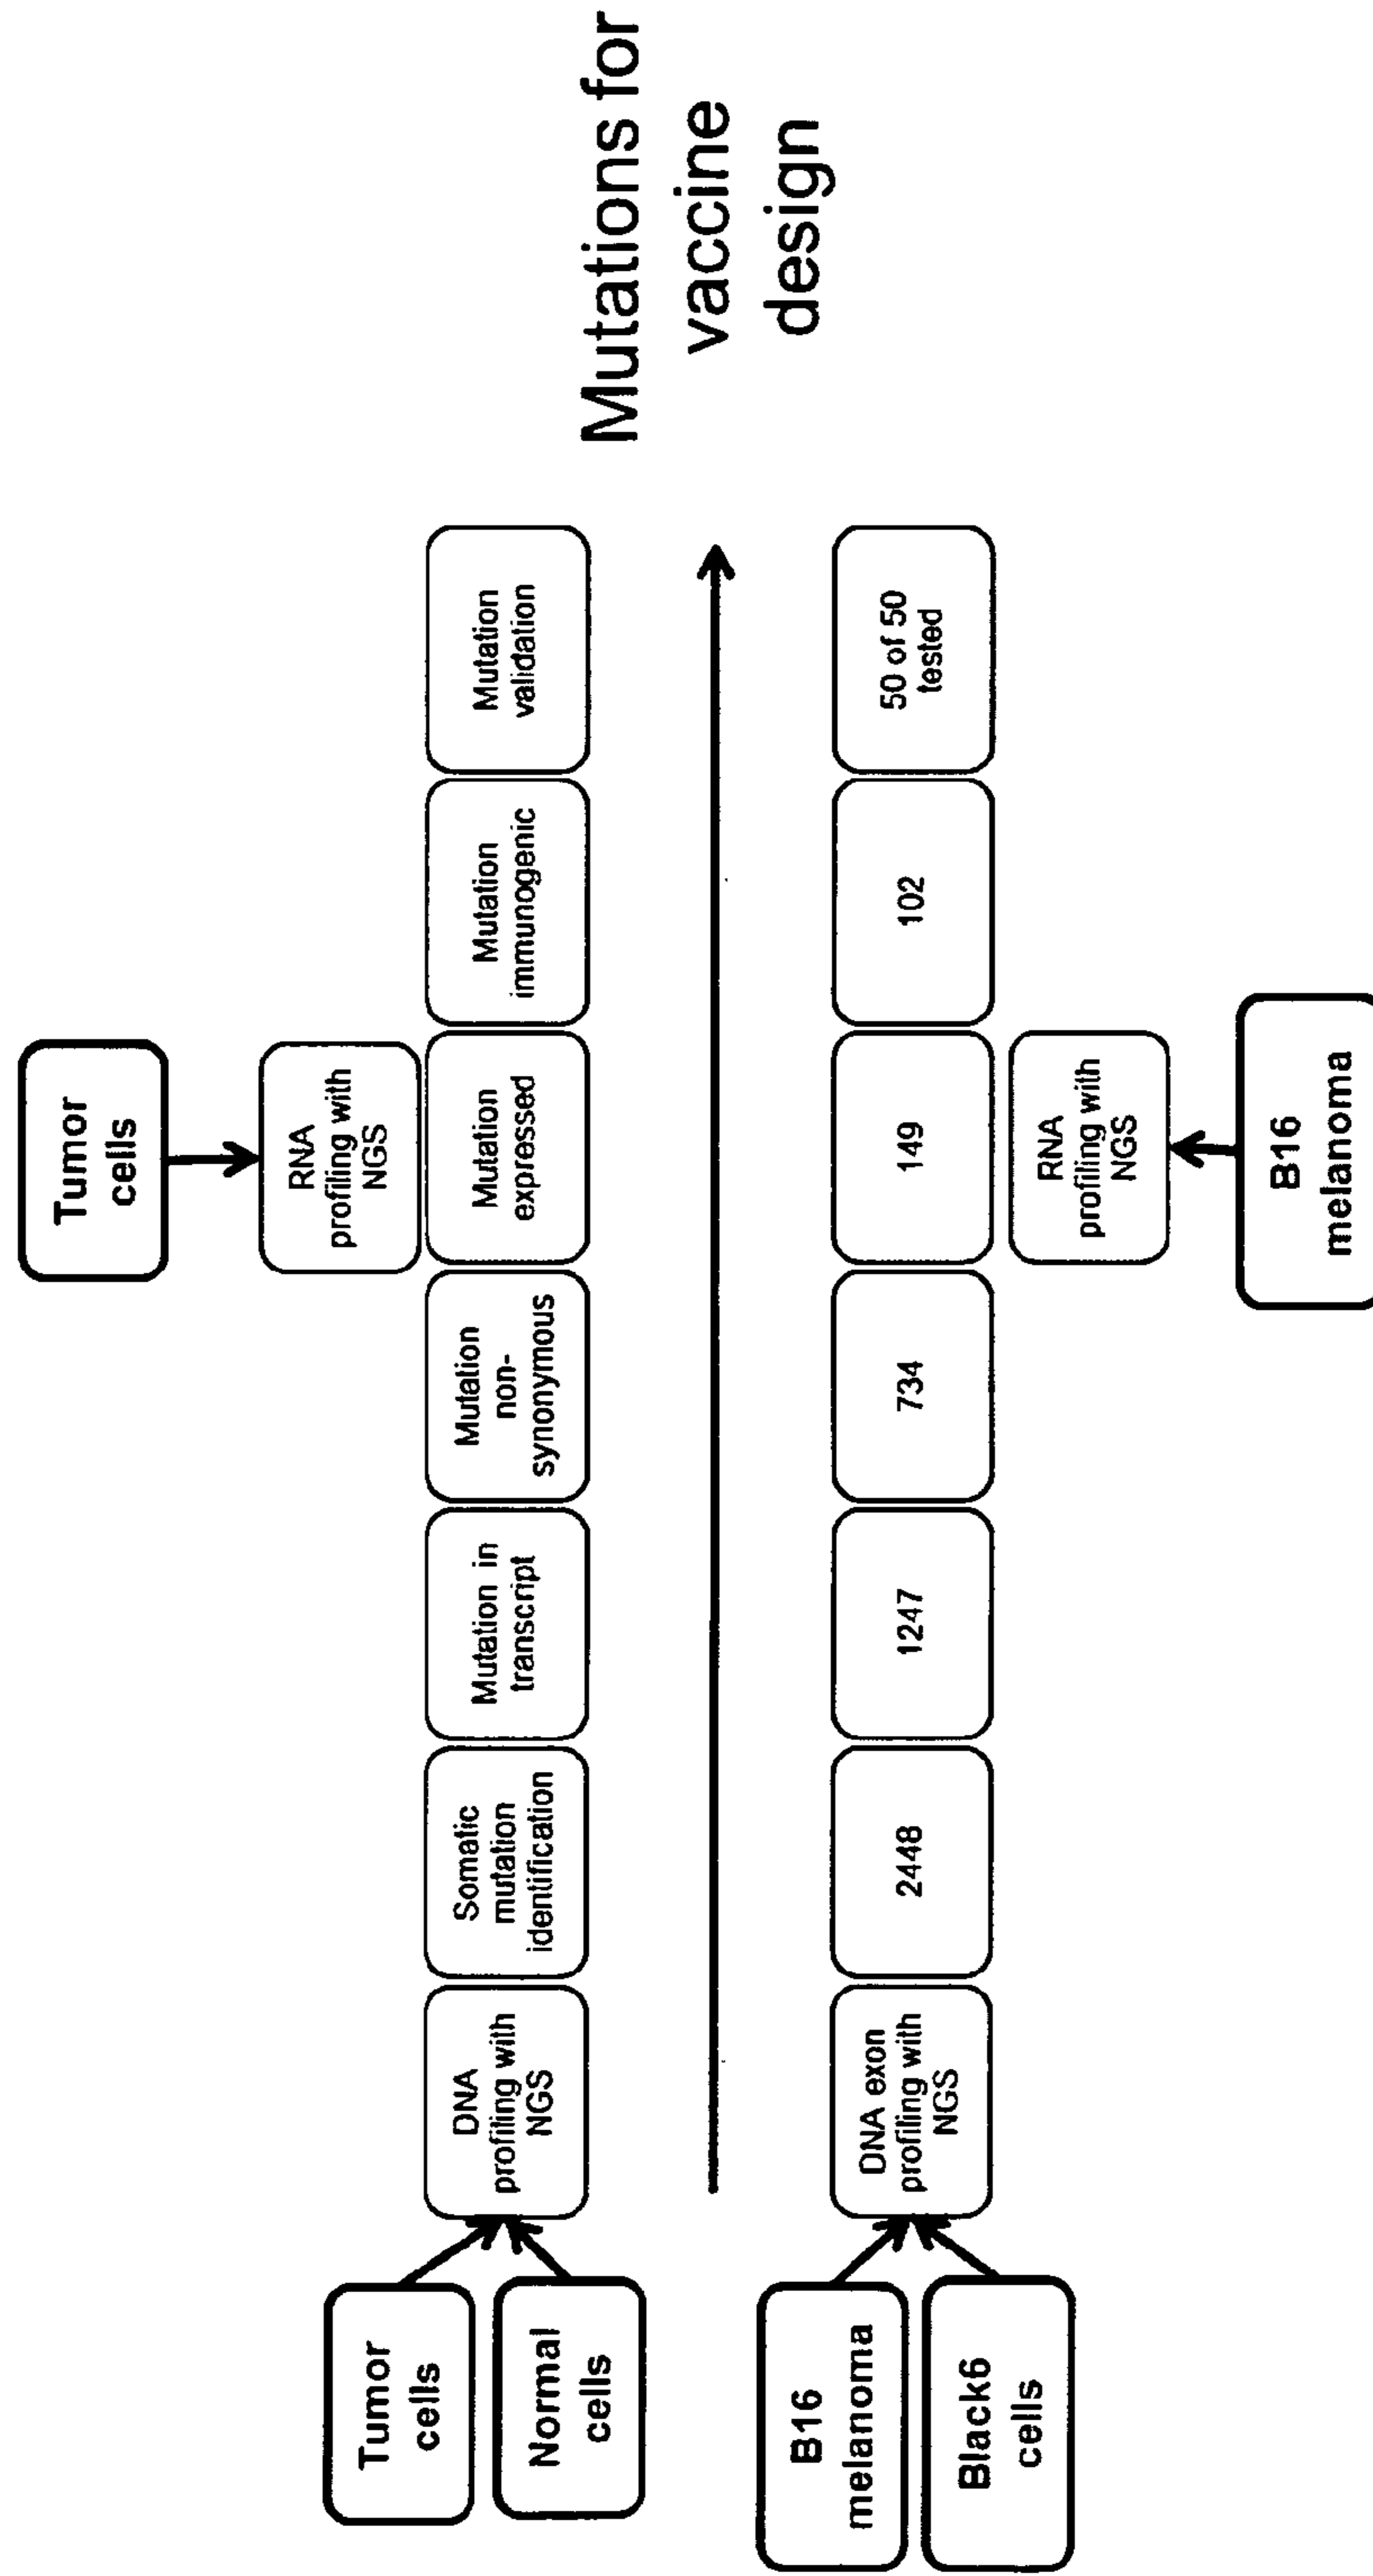 Tumor
cells
Normal
cells
DNA
profiling with
NGS
Somatic
mutation
identification
Mutation in
transcript
Mutation
non-
synonymous
Tumor
cells
RNA
profiling with
NGS
Mutation
expressed
Mutation
immunogenic
Mutation
validation
Mutations for
vaccine
design
B16
melanoma
Black6
cells
DNA exon
profiling with
NGS
2448
1247
734
149
102
50 of 50
tested
RNA
profiling with
NGS
B16
melanoma